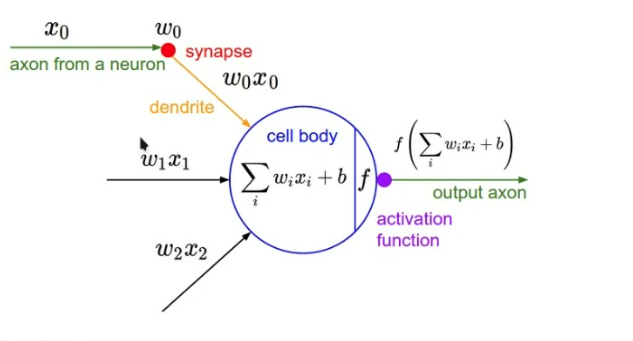 x₀ w₀
synapse
axon from a neuron
w₀x₀
dendrite
cell body
f(∑ᵢ wᵢxᵢ + b)
w₁x₁
∑ᵢ wᵢxᵢ + b f
output axon
activation
function
w₂x₂